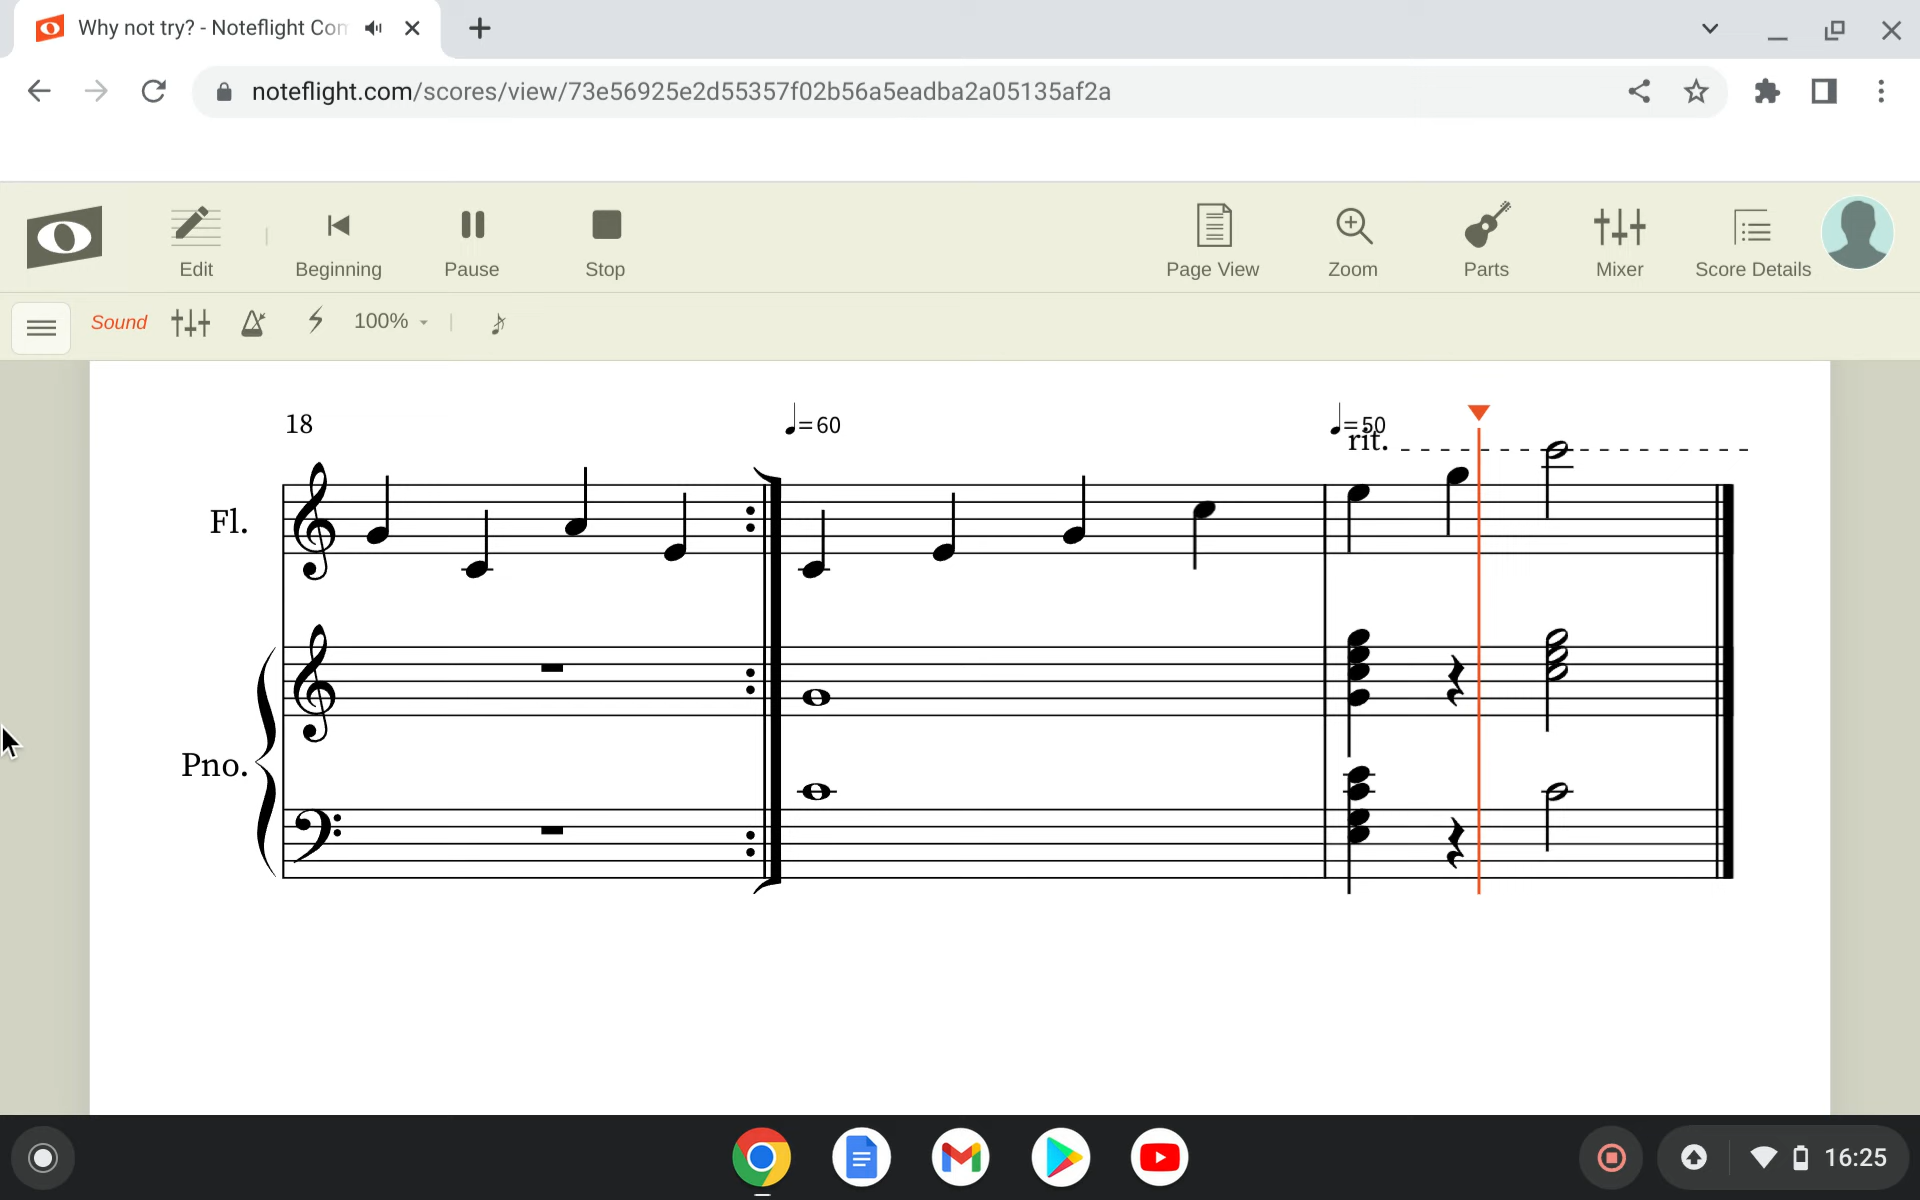 Why not try? - Noteflight Com
noteflight.com/scores/view/73e56925e2d55357f02b56a5eadba2a05135af2a
Edit
Beginning
Pause
Stop
Page View
Zoom
Parts
Mixer
Score Details
Sound
100%
18
=60
=50
rit.
Fl.
Pno.
16:25